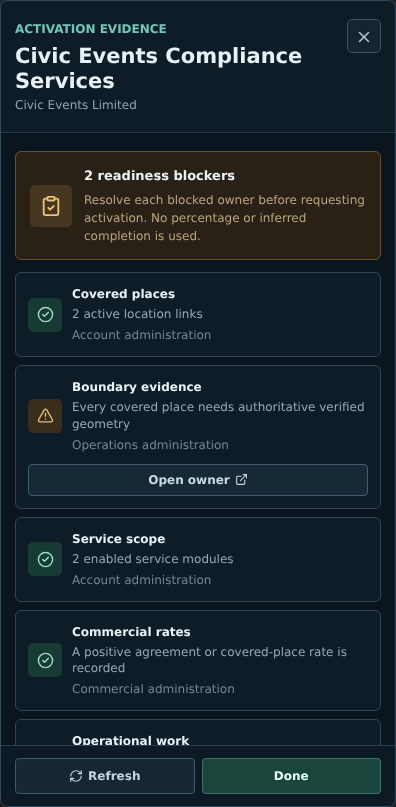 ACTIVATION EVIDENCE
Civic Events Compliance
Services
Civic Events Limited
2 readiness blockers
Resolve each blocked owner before requesting
activation. No percentage or inferred
completion is used.
Covered places
2 active location links
Account administration
Boundary evidence
Every covered place needs authoritative verified
geometry
Operations administration
Open owner
Service scope
2 enabled service modules
Account administration
Commercial rates
A positive agreement or covered-place rate is
recorded
Commercial administration
Operational work
Refresh
Done